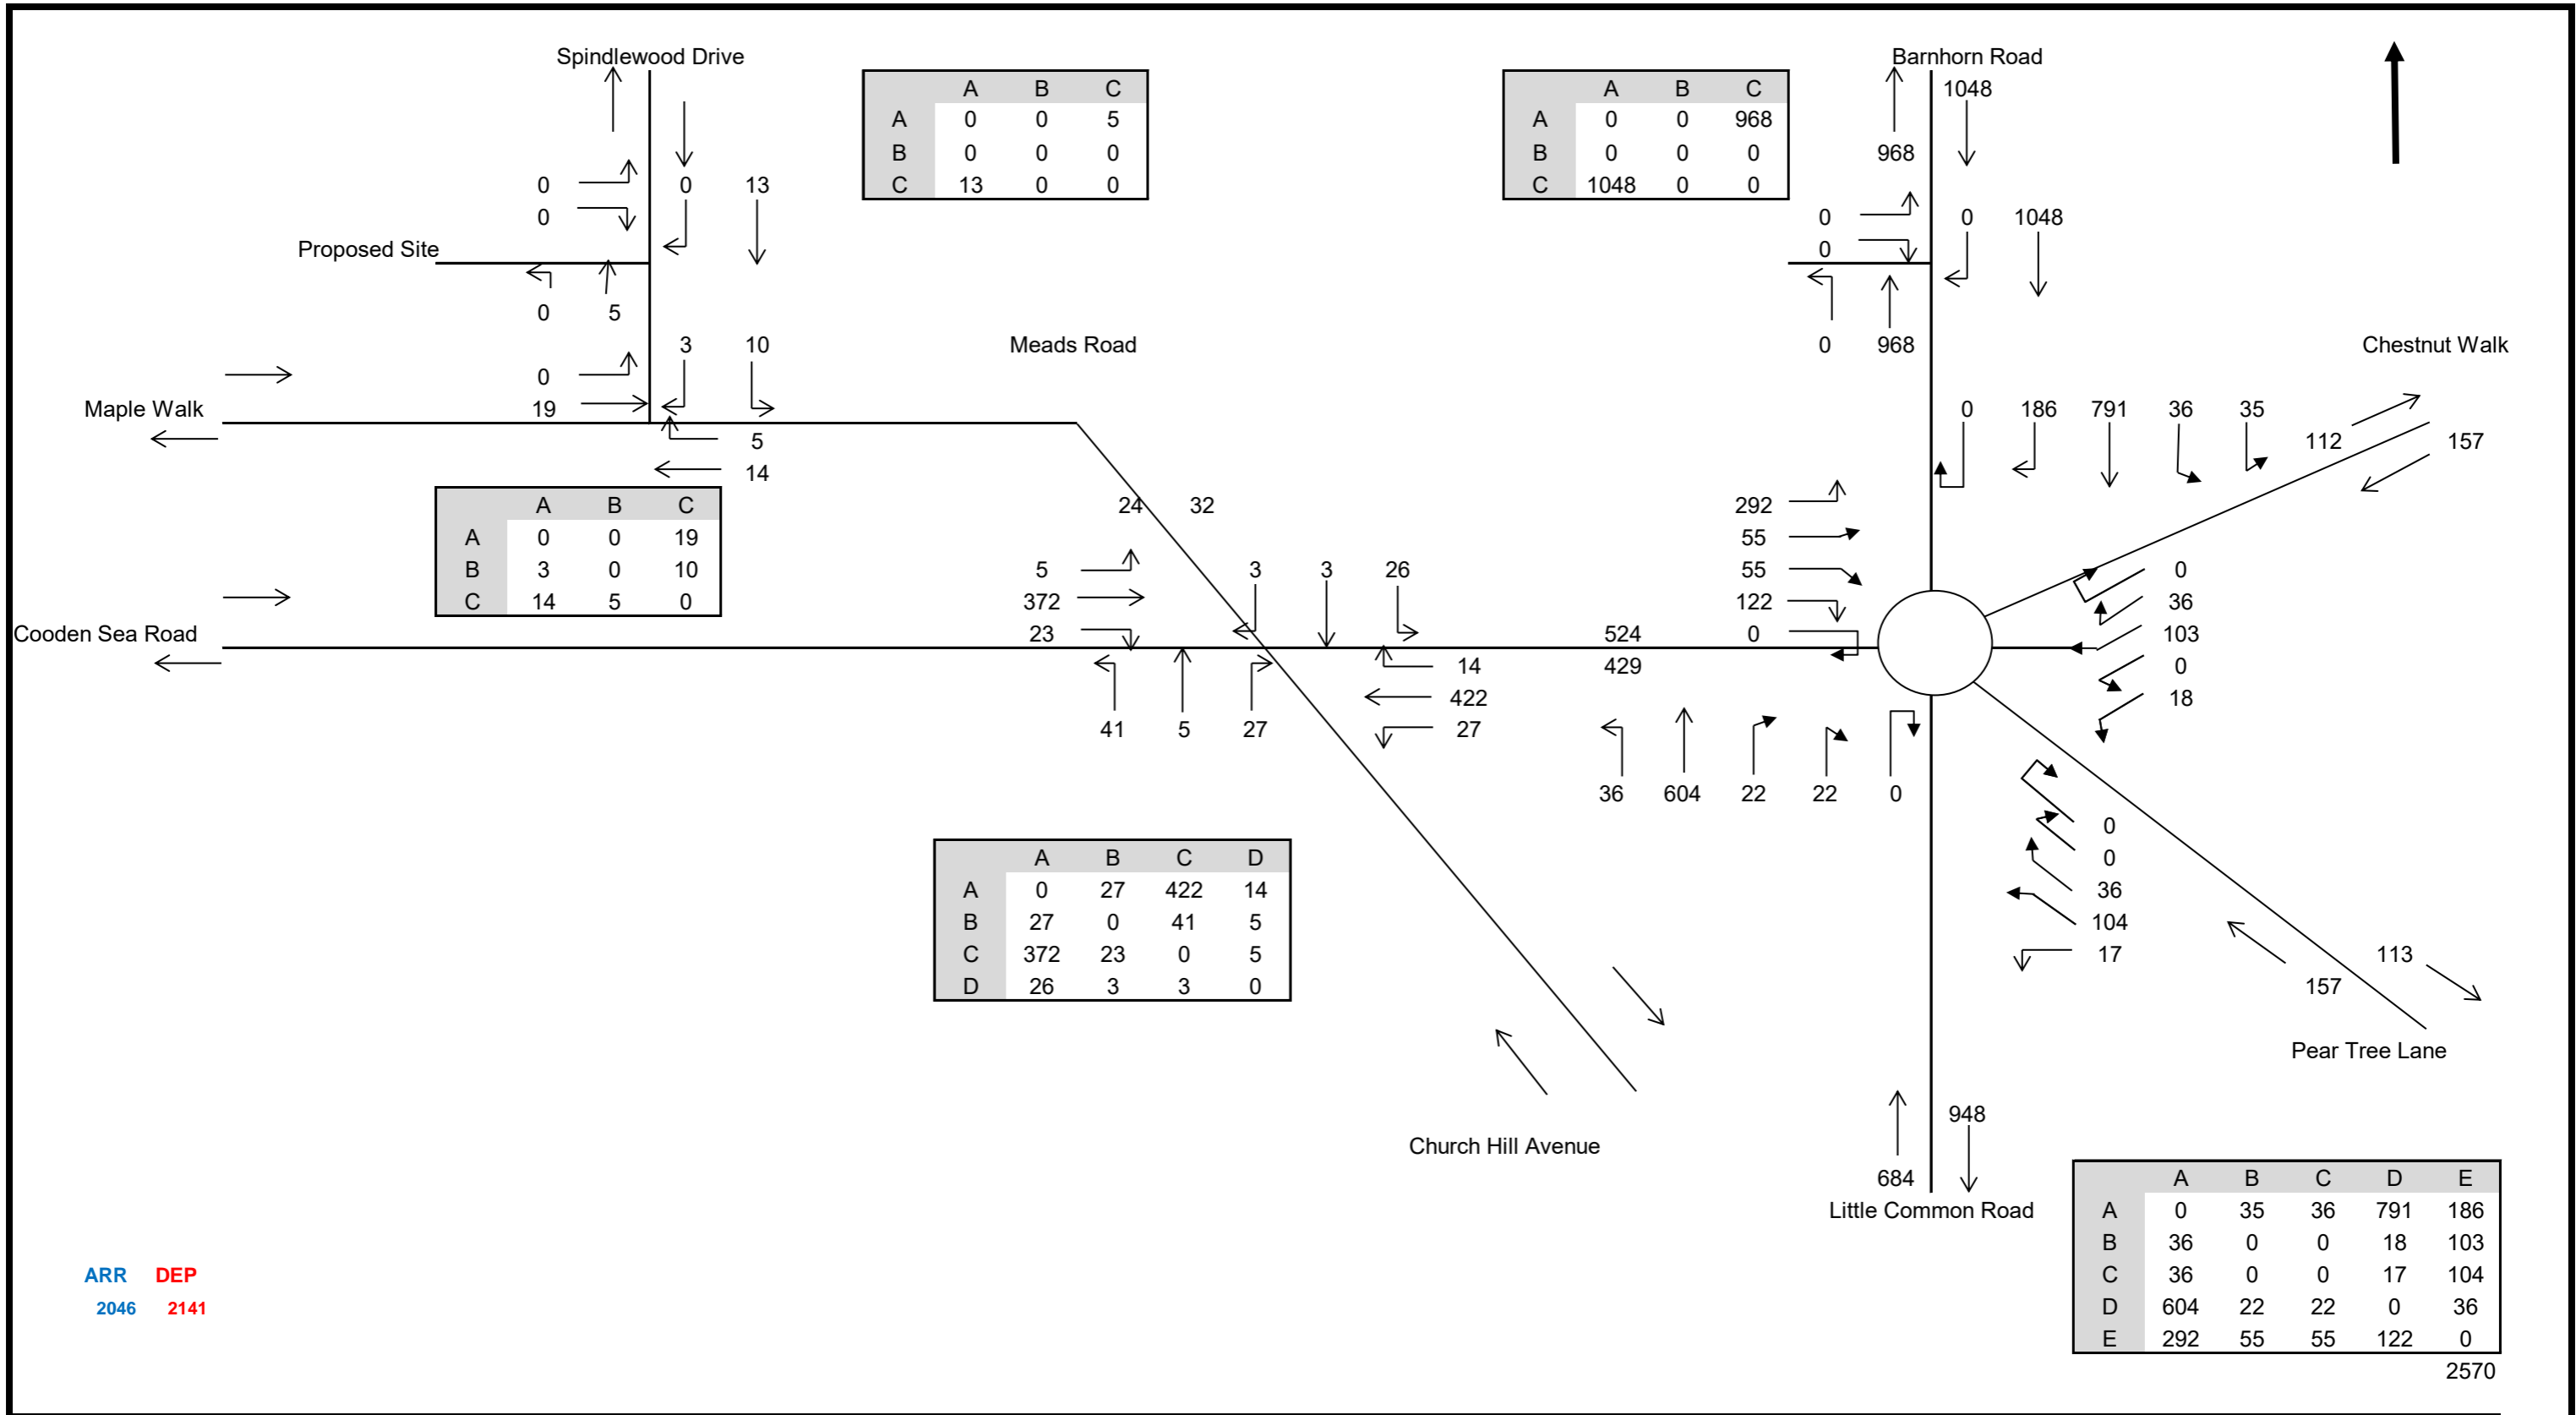 Spindlewood Drive
Barnhorn Road
A B C
A 0 0 5
B 0 0 0
C 13 0 0
A B C
A 0 0 968
B 0 0 0
C 1048 0 0
1048
968
0 0 13
0
0 0 1048
0
Proposed Site
0 5
3 10
Meads Road
0 968
Chestnut Walk
0
Maple Walk
19
5
14
0 186 791 36 35
112 157
A B C
A 0 0 19
B 3 0 10
C 14 5 0
24 32
292
55
55
122
0
5
372
23
3 3 26
Cooden Sea Road
524
429
0
36
103
0
18
14
422
27
41 5 27
36 604 22 22 0
0
0
36
104
17
A B C D
A 0 27 422 14
B 27 0 41 5
C 372 23 0 5
D 26 3 3 0
113
157
Pear Tree Lane
Church Hill Avenue
948
684
Little Common Road
A B C D E
A 0 35 36 791 186
B 36 0 0 18 103
C 36 0 0 17 104
D 604 22 22 0 36
E 292 55 55 122 0
2570
ARR DEP
2046 2141